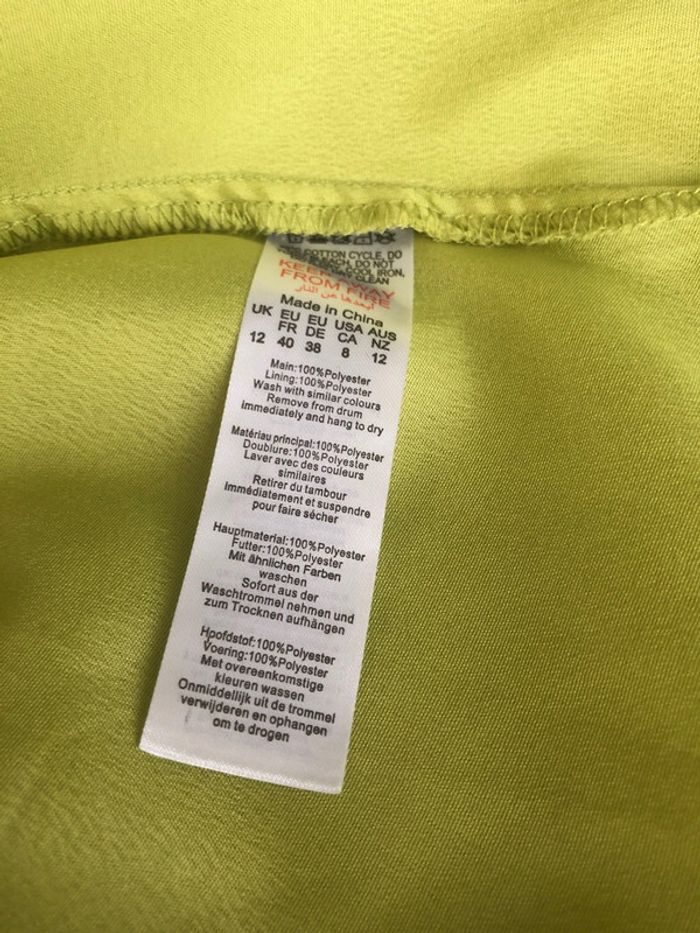 COTTON CYCLE, DO
BLEACH, DO NOT
COOL IRON,
CLEAN
KEEP AWAY
FROM FIRE
أبعدها عن النار
Made in China
UK EU EU USA AUS
FR DE CA NZ
12 40 38 8 12
Main:100%Polyester
Lining:100%Polyester
Wash with similar colours
Remove from drum
immediately and hang to dry
Matériau principal:100%Polyester
Doublure:100%Polyester
Laver avec des couleurs
similaires
Retirer du tambour
immédiatement et suspendre
pour faire sécher
Hauptmaterial:100%Polyester
Futter:100%Polyester
Mit ähnlichen Farben
waschen
Sofort aus der
Waschtrommel nehmen und
zum Trocknen aufhängen
Hpofdstof:100%Polyester
Voering:100%Polyester
Met overeenkomstige
kleuren wassen
Onmiddellijk uit de trommel
verwijderen en ophangen
om te drogen